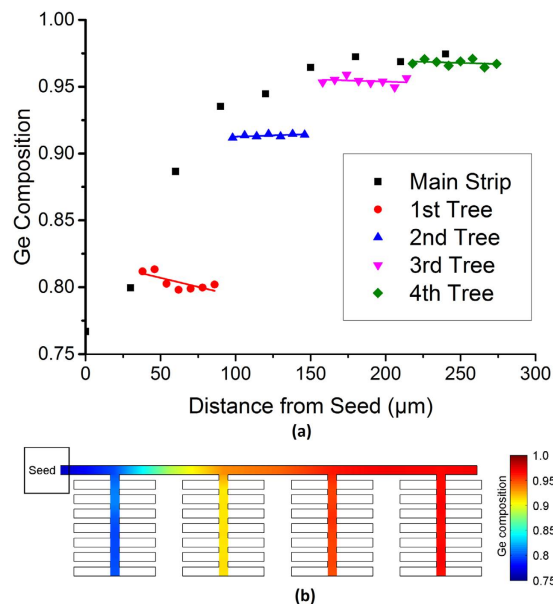 1.00
0.95
0.90
0.85
0.80
0.75
Ge Composition
Main Strip
1st Tree
2nd Tree
3rd Tree
4th Tree
0
50
100
150
200
250
300
Distance from Seed (μm)
(a)
Seed
1.0
0.95
0.90
0.85
0.80
0.75
Ge composition
(b)